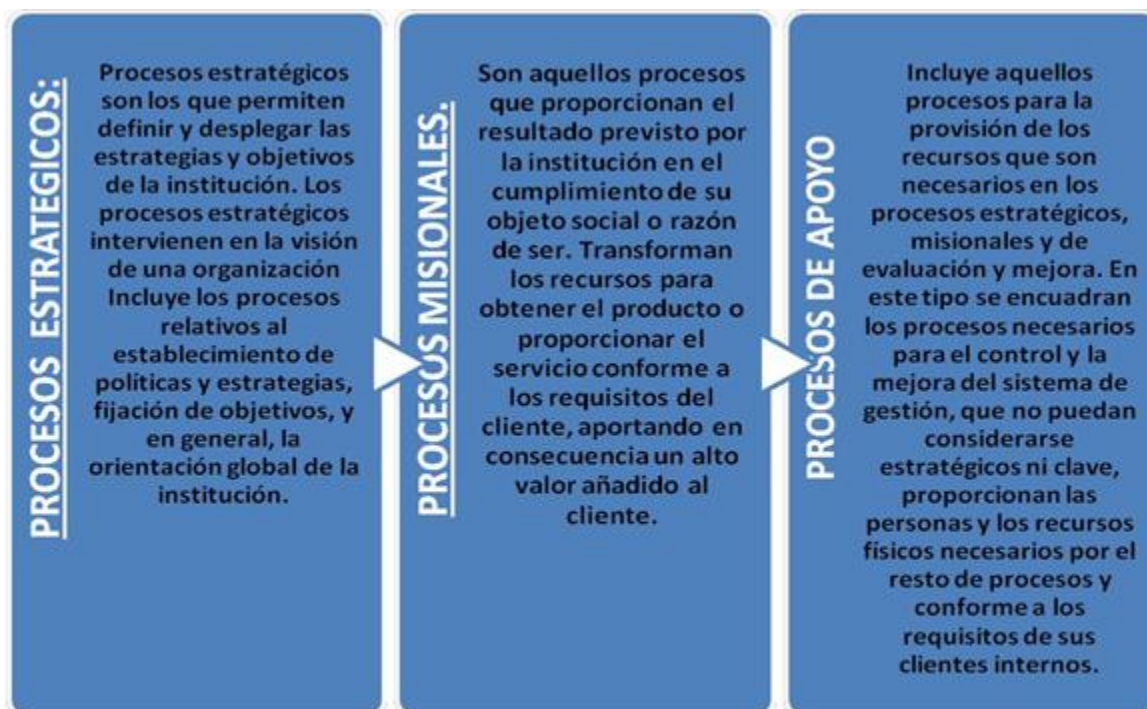 PROCESOS ESTRATEGICOS:
Procesos estratégicos
son los que permiten
definir y desplegar las
estrategias y objetivos
de la institución. Los
procesos estratégicos
intervienen en la visión
de una organización
Incluye los procesos
relativos al
establecimiento de
políticas y estrategias,
fijación de objetivos, y
en general, la
orientación global de la
institución.
PROCESOS MISIONALES.
Son aquellos procesos
que proporcionan el
resultado previsto por
la institución en el
cumplimiento de su
objeto social o razón
de ser. Transforman
los recursos para
obtener el producto o
proporcionar el
servicio conforme a
los requisitos del
cliente, aportando en
consecuencia un alto
valor añadido al
cliente.
PROCESOS DE APOYO
Incluye aquellos
procesos para la
provisión de los
recursos que son
necesarios en los
procesos estratégicos,
misionales y de
evaluación y mejora. En
este tipo se encuadran
los procesos necesarios
para el control y la
mejora del sistema de
gestión, que no puedan
considerarse
estratégicos ni clave,
proporcionan las
personas y los recursos
físicos necesarios por el
resto de procesos y
conforme a los
requisitos de sus
clientes internos.